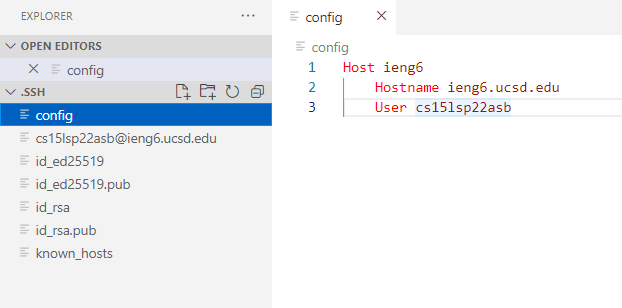 EXPLORER
OPEN EDITORS
config
.SSH
config
cs15lsp22asb@ieng6.ucsd.edu
id_ed25519
id_ed25519.pub
id_rsa
id_rsa.pub
known_hosts
config
config
1 Host ieng6
2 Hostname ieng6.ucsd.edu
3 User cs15lsp22asb